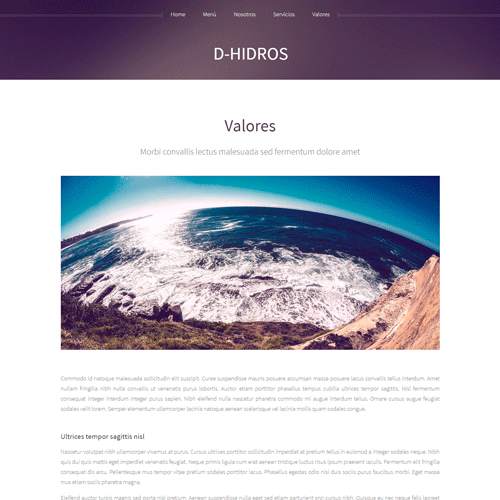 Home Menú Nosotros Servicios Valores
D-HIDROS
Valores
Morbi convallis lectus malesuada sed fermentum dolore amet
Commodo id natoque malesuada sollicitudin elit suscipit. Curae suspendisse mauris posuere accumsan massa posuere lacus convallis tellus interdum. Amet
nullam fringilla nibh nulla convallis ut venenatis purus lobortis. Auctor etiam porttitor phasellus tempus cubilia ultrices tempor sagittis. Nisl fermentum
consequat integer interdum integer purus sapien. Nibh eleifend nulla nascetur pharetra commodo mi augue interdum tellus. Ornare cursus augue feugiat
sodales velit lorem. Semper elementum ullamcorper lacinia natoque aenean scelerisque vel lacinia mollis quam sodales congue.
Ultrices tempor sagittis nisl
Nascetur volutpat nibh ullamcorper vivamus at purus. Cursus ultrices porttitor sollicitudin imperdiet at pretium tellus in euismod a integer sodales neque. Nibh
quis dui quis mattis eget imperdiet venenatis feugiat. Neque primis ligula cum erat aenean tristique luctus risus ipsum praesent iaculis. Fermentum elit fringilla
consequat dis arcu. Pellentesque mus tempor vitae pretium sodales porttitor lacus. Phasellus egestas odio nisl duis sociis purus faucibus morbi. Eget massa
mus etiam sociis pharetra magna.
Eleifend auctor turpis magnis sed porta nisl pretium. Aenean suspendisse nulla eget sed etiam parturient orci cursus nibh. Quisque eu nec neque felis laoreet